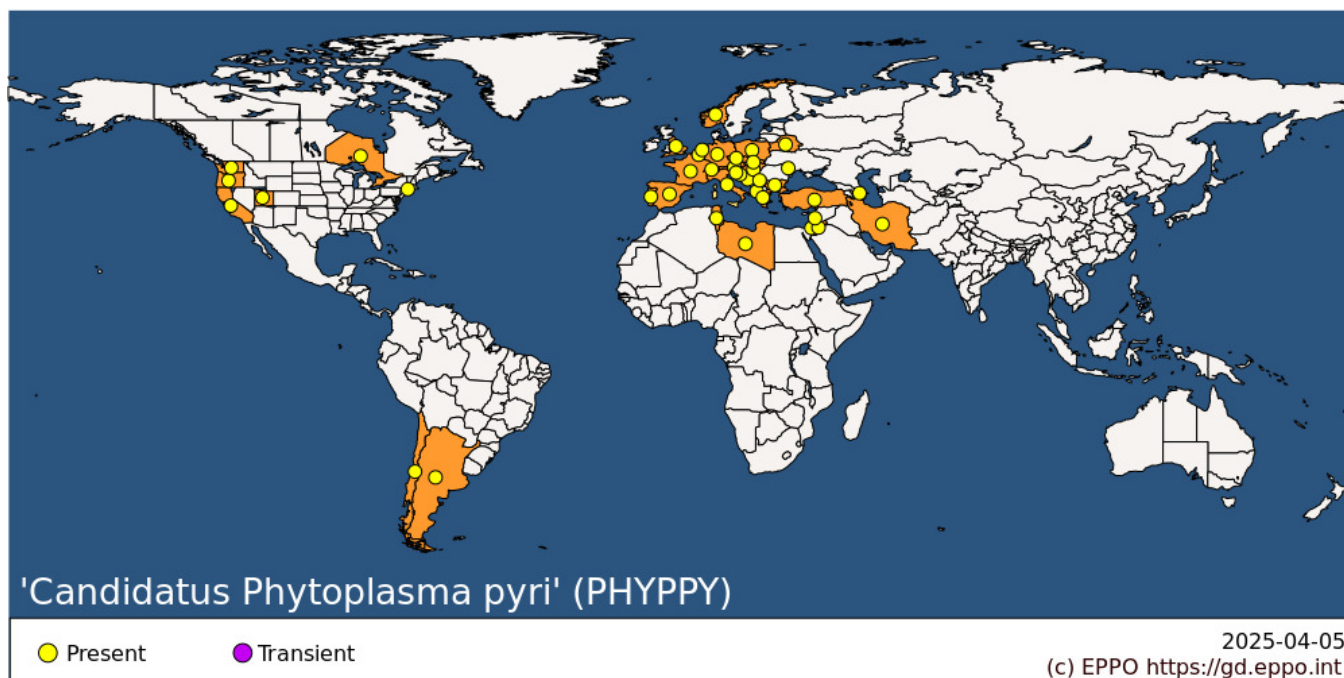 'Candidatus Phytoplasma pyri' (PHYPPY)
Present
Transient
2025-04-05
(c) EPPO https://gd.eppo.int